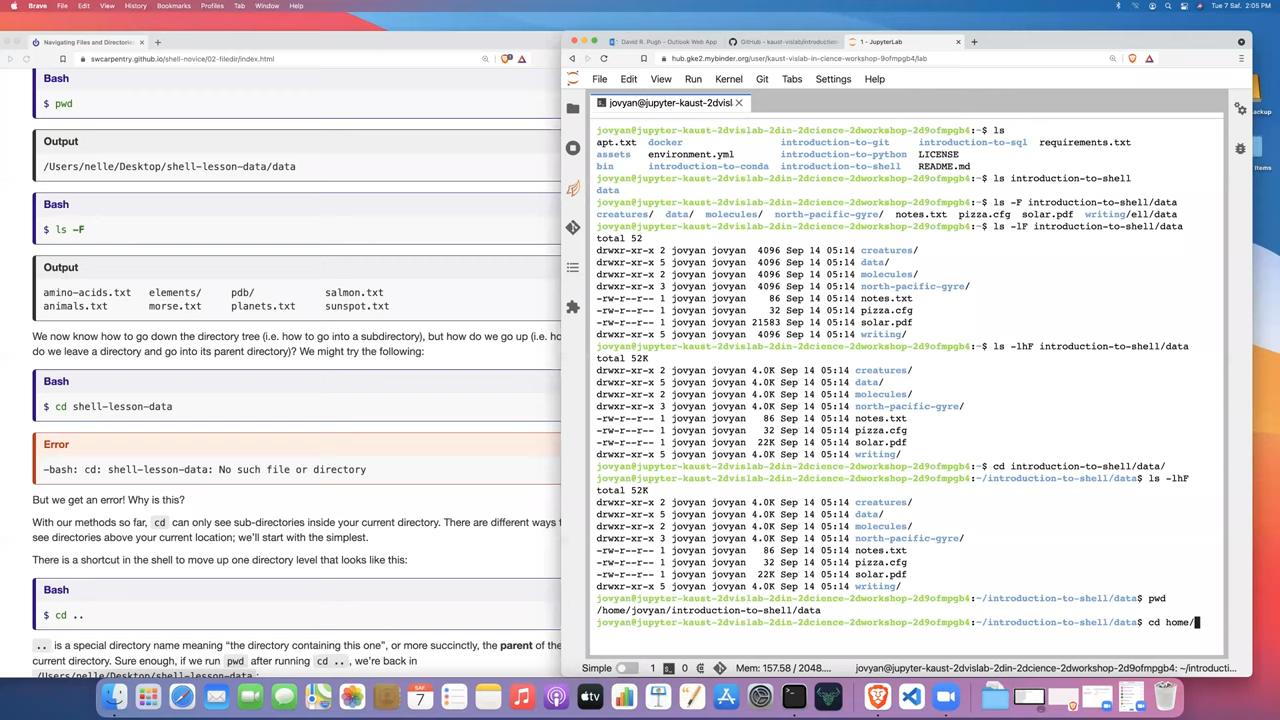 Brave File Edit View History Bookmarks Profiles Tab Window Help
Tue 7 Saf. 2:05 PM
Navigating Files and Directories
swcarpentry.github.io/shell-novice/02-filedir/index.html
Bash
$ pwd
Output
/Users/nelle/Desktop/shell-lesson-data/data
Bash
$ ls -F
Output
amino-acids.txt elements/ pdb/ salmon.txt
animals.txt morse.txt planets.txt sunspot.txt
We now know how to go down the directory tree (i.e. how to go into a subdirectory), but how do we go up (i.e. ho
do we leave a directory and go into its parent directory)? We might try the following:
Bash
$ cd shell-lesson-data
Error
-bash: cd: shell-lesson-data: No such file or directory
But we get an error! Why is this?
With our methods so far, cd can only see sub-directories inside your current directory. There are different ways t
see directories above your current location; we'll start with the simplest.
There is a shortcut in the shell to move up one directory level that looks like this:
Bash
$ cd ..
.. is a special directory name meaning "the directory containing this one", or more succinctly, the parent of the
current directory. Sure enough, if we run pwd after running cd .., we're back in
/Users/nelle/Desktop/shell-lesson-data :
David R. Pugh – Outlook Web App
GitHub - kaust-vislab/introduction
1 - JupyterLab
hub.gke2.mybinder.org/user/kaust-vislab-in-cience-workshop-9ofmpgb4/lab
File Edit View Run Kernel Git Tabs Settings Help
jovyan@jupyter-kaust-2dvisl
jovyan@jupyter-kaust-2dvislab-2din-2dcience-2dworkshop-2d9ofmpgb4:~$ ls
apt.txt docker introduction-to-git introduction-to-sql requirements.txt
assets environment.yml introduction-to-python LICENSE
bin introduction-to-conda introduction-to-shell README.md
jovyan@jupyter-kaust-2dvislab-2din-2dcience-2dworkshop-2d9ofmpgb4:~$ ls introduction-to-shell
data
jovyan@jupyter-kaust-2dvislab-2din-2dcience-2dworkshop-2d9ofmpgb4:~$ ls -F introduction-to-shell/data
creatures/ data/ molecules/ north-pacific-gyre/ notes.txt pizza.cfg solar.pdf writing/ell/data
jovyan@jupyter-kaust-2dvislab-2din-2dcience-2dworkshop-2d9ofmpgb4:~$ ls -lF introduction-to-shell/data
total 52
drwxr-xr-x 2 jovyan jovyan 4096 Sep 14 05:14 creatures/
drwxr-xr-x 5 jovyan jovyan 4096 Sep 14 05:14 data/
drwxr-xr-x 2 jovyan jovyan 4096 Sep 14 05:14 molecules/
drwxr-xr-x 3 jovyan jovyan 4096 Sep 14 05:14 north-pacific-gyre/
-rw-r--r-- 1 jovyan jovyan 86 Sep 14 05:14 notes.txt
-rw-r--r-- 1 jovyan jovyan 32 Sep 14 05:14 pizza.cfg
-rw-r--r-- 1 jovyan jovyan 21583 Sep 14 05:14 solar.pdf
drwxr-xr-x 5 jovyan jovyan 4096 Sep 14 05:14 writing/
jovyan@jupyter-kaust-2dvislab-2din-2dcience-2dworkshop-2d9ofmpgb4:~$ ls -lhF introduction-to-shell/data
total 52K
drwxr-xr-x 2 jovyan jovyan 4.0K Sep 14 05:14 creatures/
drwxr-xr-x 5 jovyan jovyan 4.0K Sep 14 05:14 data/
drwxr-xr-x 2 jovyan jovyan 4.0K Sep 14 05:14 molecules/
drwxr-xr-x 3 jovyan jovyan 4.0K Sep 14 05:14 north-pacific-gyre/
-rw-r--r-- 1 jovyan jovyan 86 Sep 14 05:14 notes.txt
-rw-r--r-- 1 jovyan jovyan 32 Sep 14 05:14 pizza.cfg
-rw-r--r-- 1 jovyan jovyan 22K Sep 14 05:14 solar.pdf
drwxr-xr-x 5 jovyan jovyan 4.0K Sep 14 05:14 writing/
jovyan@jupyter-kaust-2dvislab-2din-2dcience-2dworkshop-2d9ofmpgb4:~$ cd introduction-to-shell/data/
jovyan@jupyter-kaust-2dvislab-2din-2dcience-2dworkshop-2d9ofmpgb4:~/introduction-to-shell/data$ ls -lhF
total 52K
drwxr-xr-x 2 jovyan jovyan 4.0K Sep 14 05:14 creatures/
drwxr-xr-x 5 jovyan jovyan 4.0K Sep 14 05:14 data/
drwxr-xr-x 2 jovyan jovyan 4.0K Sep 14 05:14 molecules/
drwxr-xr-x 3 jovyan jovyan 4.0K Sep 14 05:14 north-pacific-gyre/
-rw-r--r-- 1 jovyan jovyan 86 Sep 14 05:14 notes.txt
-rw-r--r-- 1 jovyan jovyan 32 Sep 14 05:14 pizza.cfg
-rw-r--r-- 1 jovyan jovyan 22K Sep 14 05:14 solar.pdf
drwxr-xr-x 5 jovyan jovyan 4.0K Sep 14 05:14 writing/
jovyan@jupyter-kaust-2dvislab-2din-2dcience-2dworkshop-2d9ofmpgb4:~/introduction-to-shell/data$ pwd
/home/jovyan/introduction-to-shell/data
jovyan@jupyter-kaust-2dvislab-2din-2dcience-2dworkshop-2d9ofmpgb4:~/introduction-to-shell/data$ cd home/
Simple 1 0 Mem: 157.58 / 2048.... jovyan@jupyter-kaust-2dvislab-2din-2dcience-2dworkshop-2d9ofmpgb4: ~/introducti...
ackup
Items
SAF
7
tv